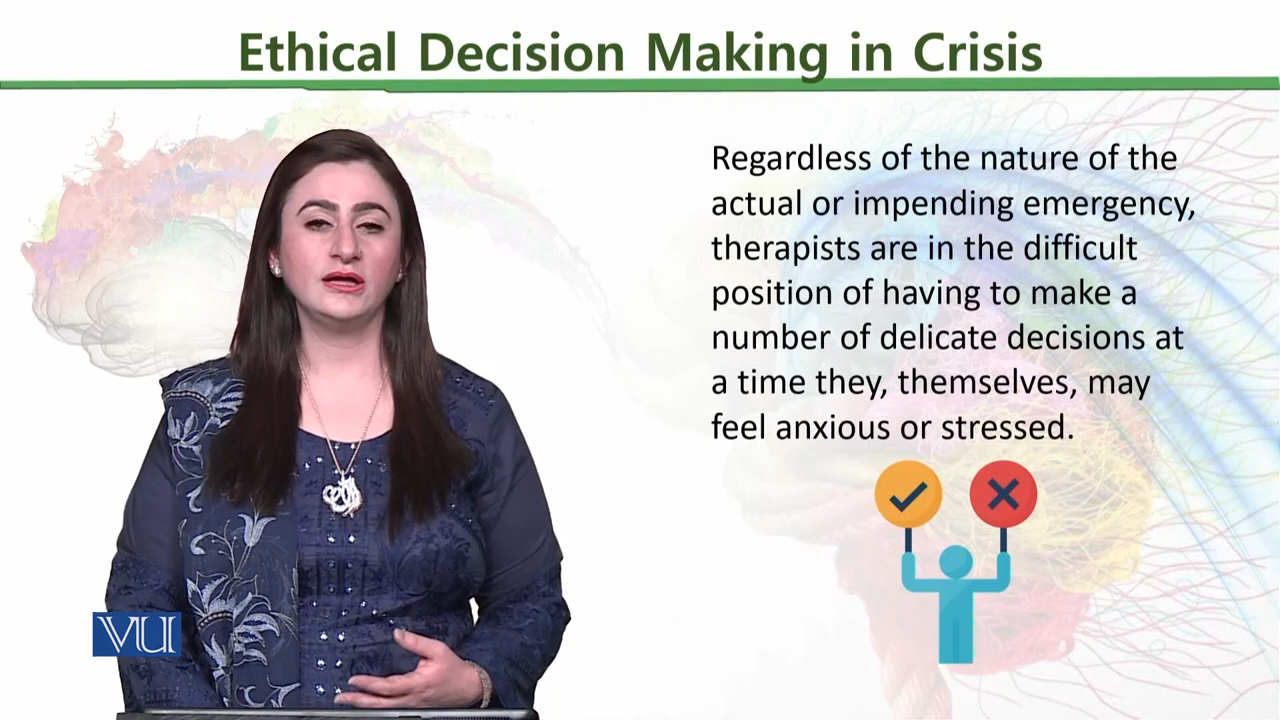 Ethical Decision Making in Crisis
Regardless of the nature of the
actual or impending emergency,
therapists are in the difficult
position of having to make a
number of delicate decisions at
a time they, themselves, may
feel anxious or stressed.
VU